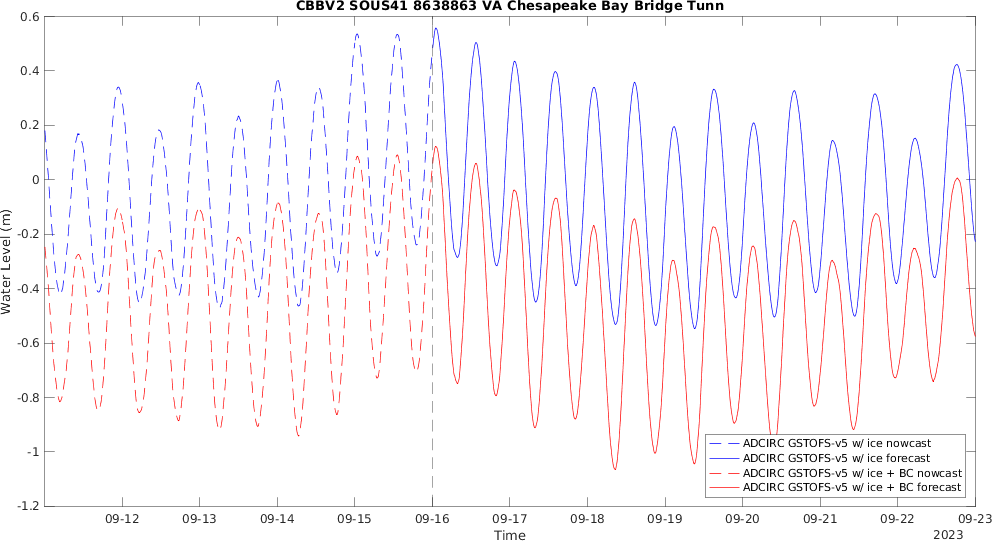 CBBV2 SOUS41 8638863 VA Chesapeake Bay Bridge Tunn
0.6
0.4
0.2
0
-0.2
-0.4
-0.6
-0.8
-1
-1.2
Water Level (m)
09-12 09-13 09-14 09-15 09-16 09-17 09-18 09-19 09-20 09-21 09-22 09-23
Time
2023
ADCIRC GSTOFS-v5 w/ ice nowcast
ADCIRC GSTOFS-v5 w/ ice forecast
ADCIRC GSTOFS-v5 w/ ice + BC nowcast
ADCIRC GSTOFS-v5 w/ ice + BC forecast